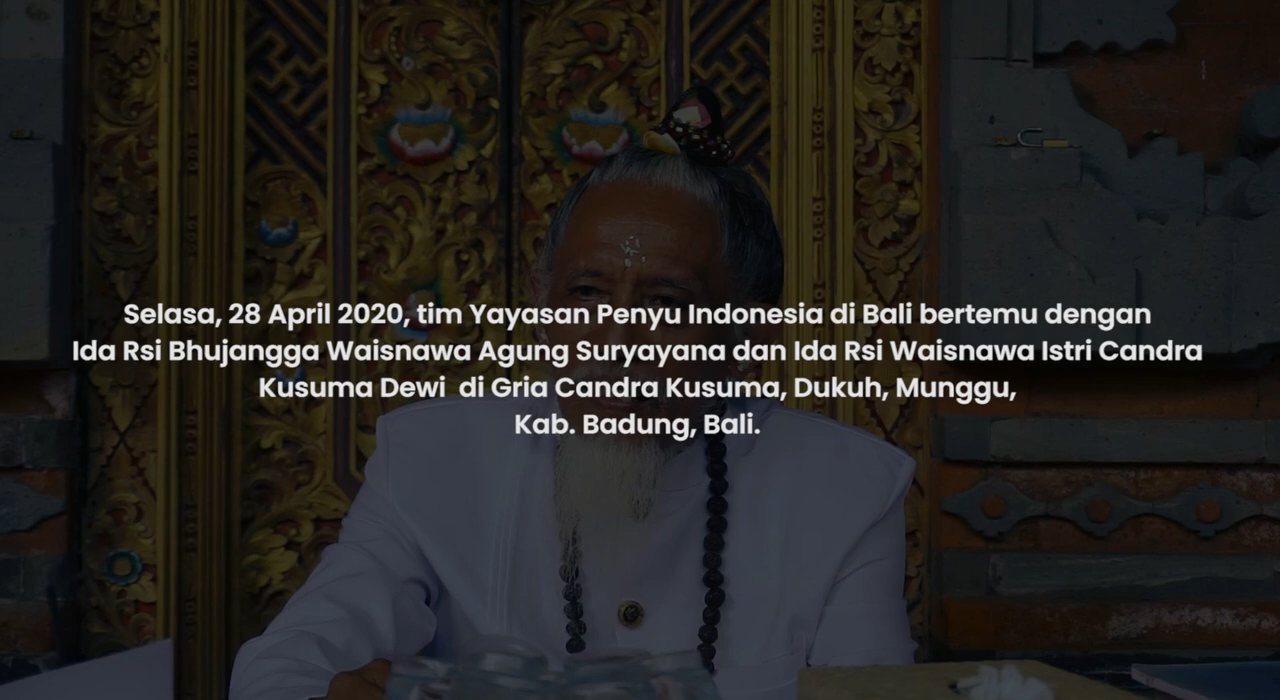 Selasa, 28 April 2020, tim Yayasan Penyu Indonesia di Bali bertemu dengan
Ida Rsi Bhujangga Waisnawa Agung Suryayana dan Ida Rsi Waisnawa Istri Candra
Kusuma Dewi  di Gria Candra Kusuma, Dukuh, Munggu,
Kab. Badung, Bali.